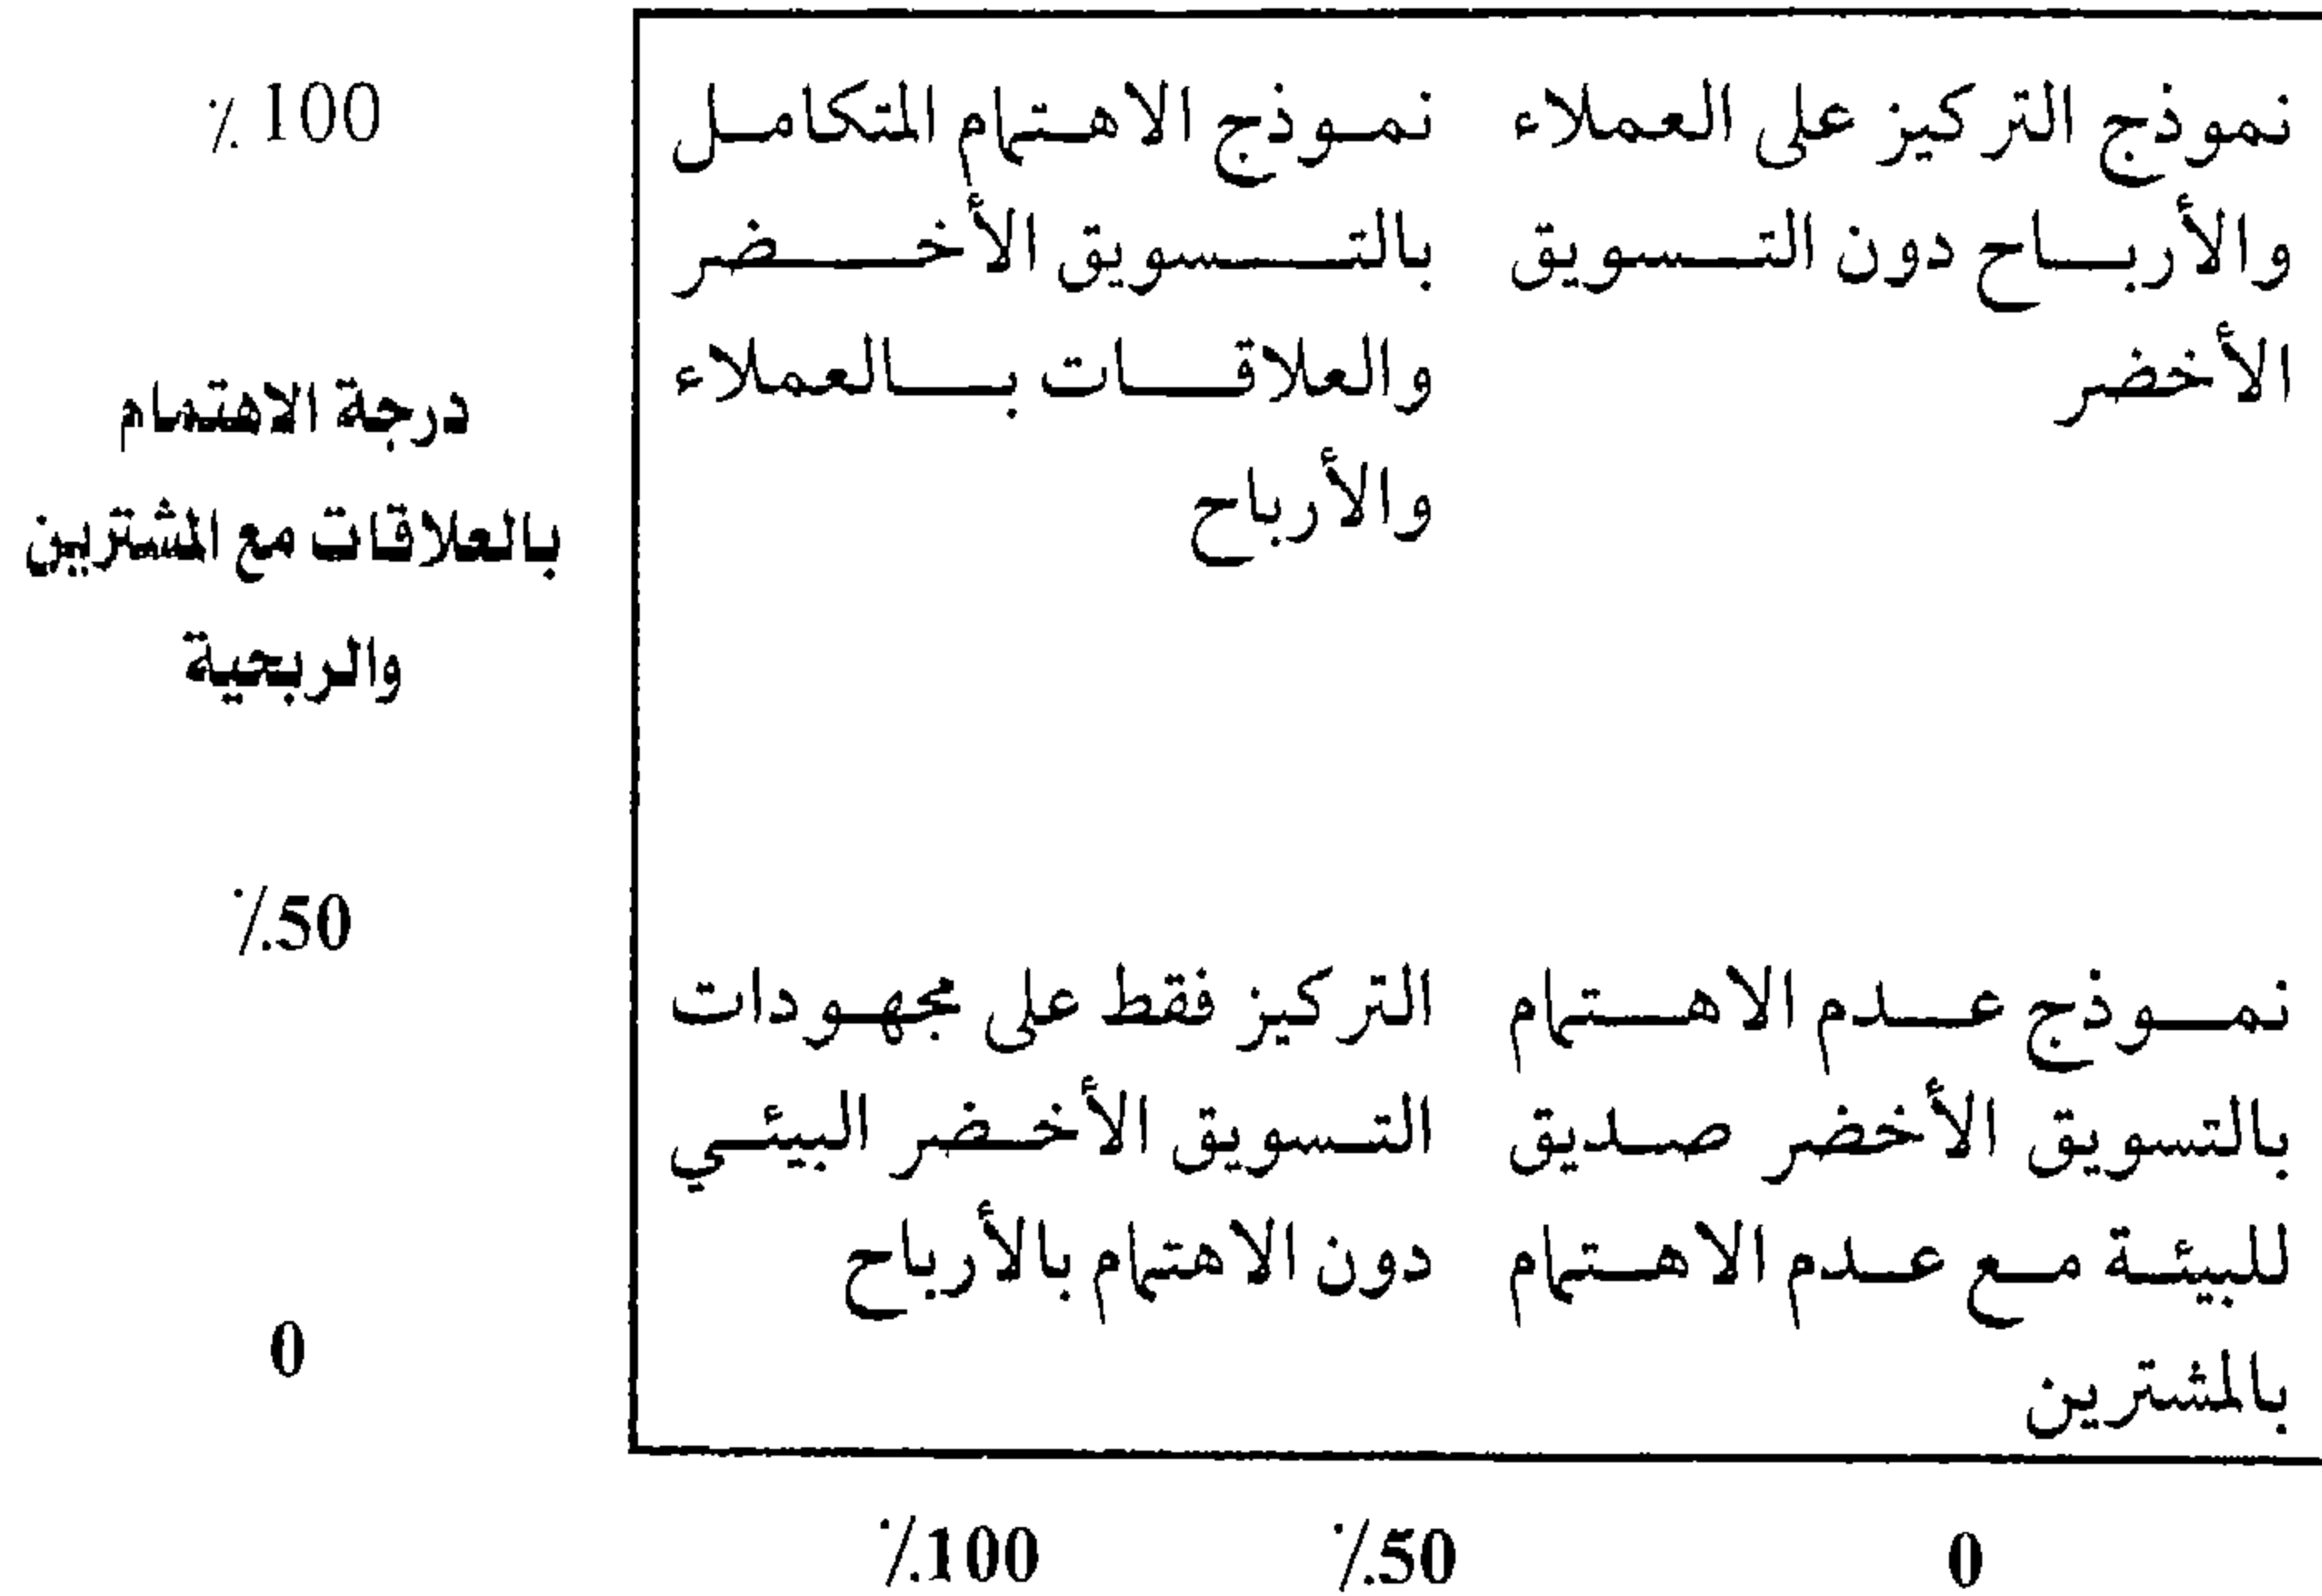 نموذج التركيز على العملاء
والأرباح دون التسويق
الأخضر
نموذج الاهتمام المتكامل
بالتسويق الأخضر
والعلاقات بالعملاء
والأرباح
٪ 100
درجة الاهتمام
بالعلاقات مع المشترين
والربحية
٪50
0
نموذج عدم الاهتمام
بالتسويق الأخضر صديق
للبيئة مع عدم الاهتمام
بالمشترين
التركيز فقط على مجهودات
التسويق الأخضر البيئي
دون الاهتمام بالأرباح
0
٪50
٪100